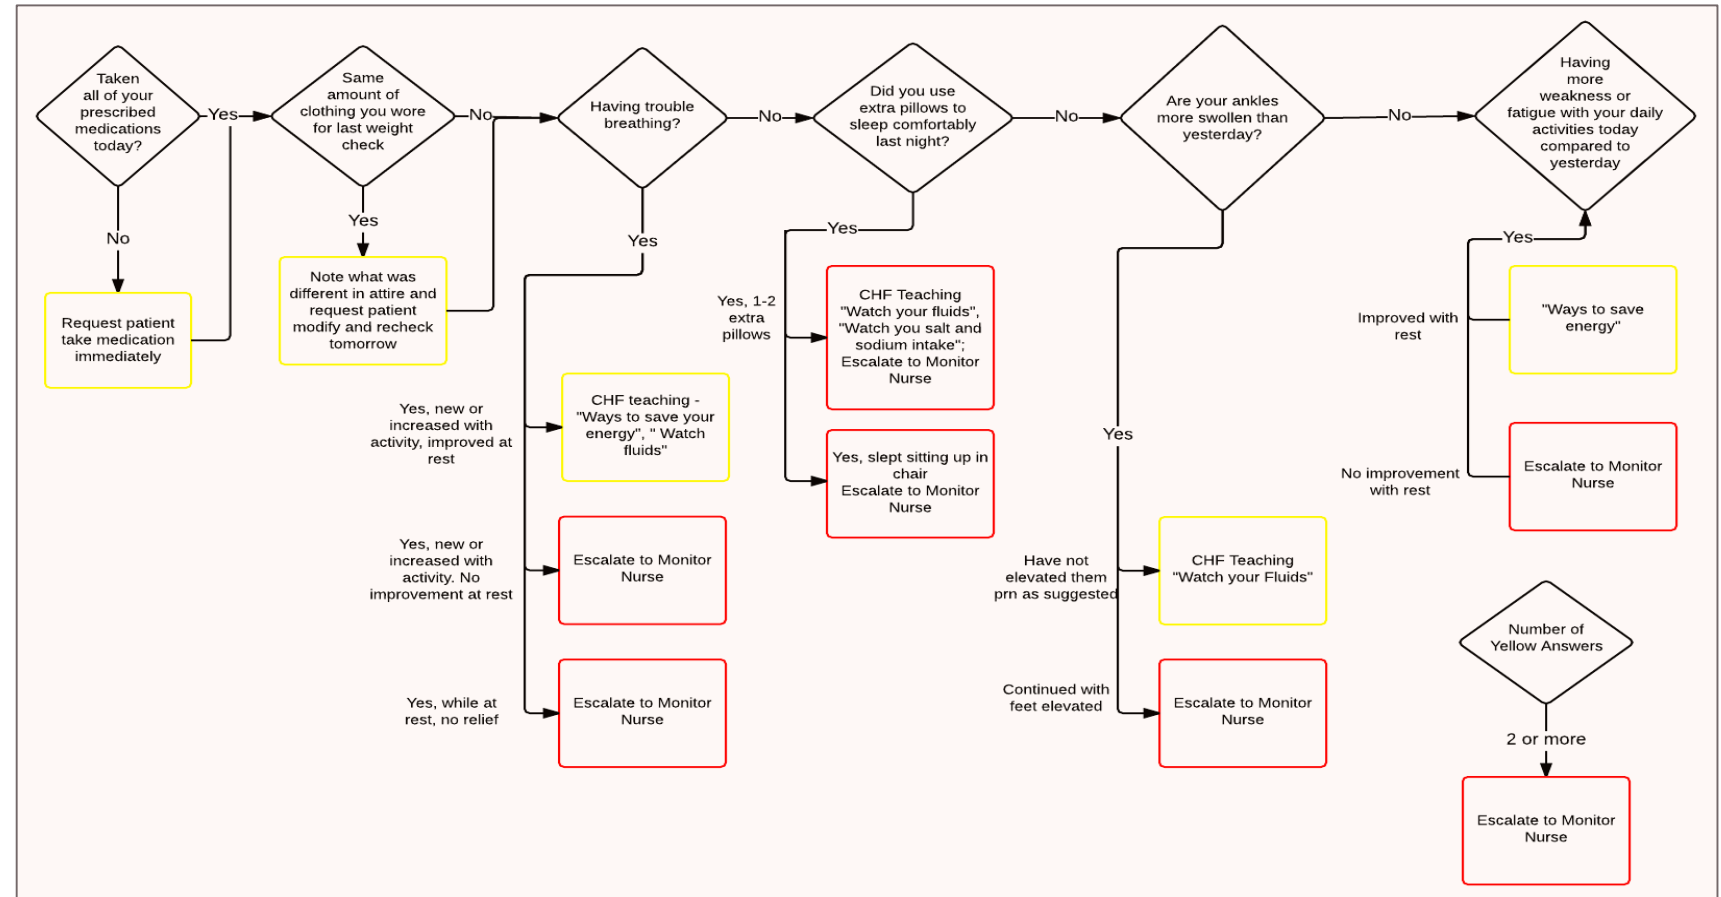 Taken
all of your
prescribed
medications
today?
Yes
No
Request patient
take medication
immediately
Same
amount of
clothing you wore
for last weight
check
No
Yes
Note what was
different in attire and
request patient
modify and recheck
tomorrow
Having trouble
breathing?
No
Yes
Yes, new or
increased with
activity, improved at
rest
CHF teaching -
"Ways to save your
energy", " Watch
fluids"
Yes, new or
increased with
activity. No
improvement at rest
Escalate to Monitor
Nurse
Yes, while at
rest, no relief
Escalate to Monitor
Nurse
Did you use
extra pillows to
sleep comfortably
last night?
No
Yes
Yes, 1-2
extra
pillows
CHF Teaching
"Watch your fluids",
"Watch you salt and
sodium intake";
Escalate to Monitor
Nurse
Yes, slept sitting up in
chair
Escalate to Monitor
Nurse
Are your ankles
more swollen than
yesterday?
No
Yes
Have not
elevated them
prn as suggested
CHF Teaching
"Watch your Fluids"
Continued with
feet elevated
Escalate to Monitor
Nurse
Having
more
weakness or
fatigue with your daily
activities today
compared to
yesterday
Yes
Improved with
rest
"Ways to save
energy"
No improvement
with rest
Escalate to Monitor
Nurse
Number of
Yellow Answers
2 or more
Escalate to Monitor
Nurse